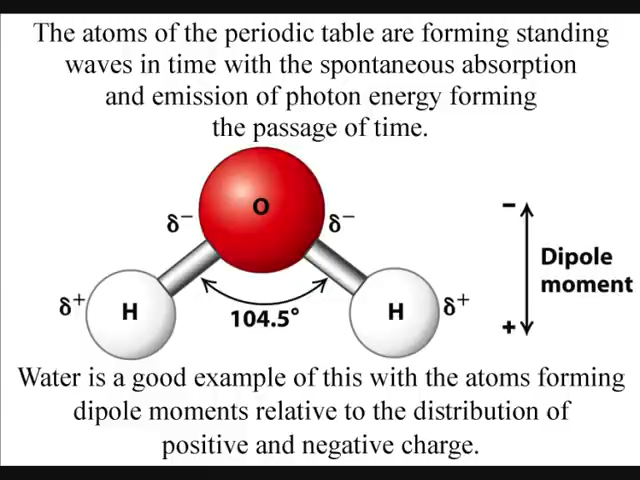 The atoms of the periodic table are forming standing
waves in time with the spontaneous absorption
and emission of photon energy forming
the passage of time.
O
δ− δ−
−
Dipole
moment
δ+ H
104.5°
H δ+
+
Water is a good example of this with the atoms forming
dipole moments relative to the distribution of
positive and negative charge.